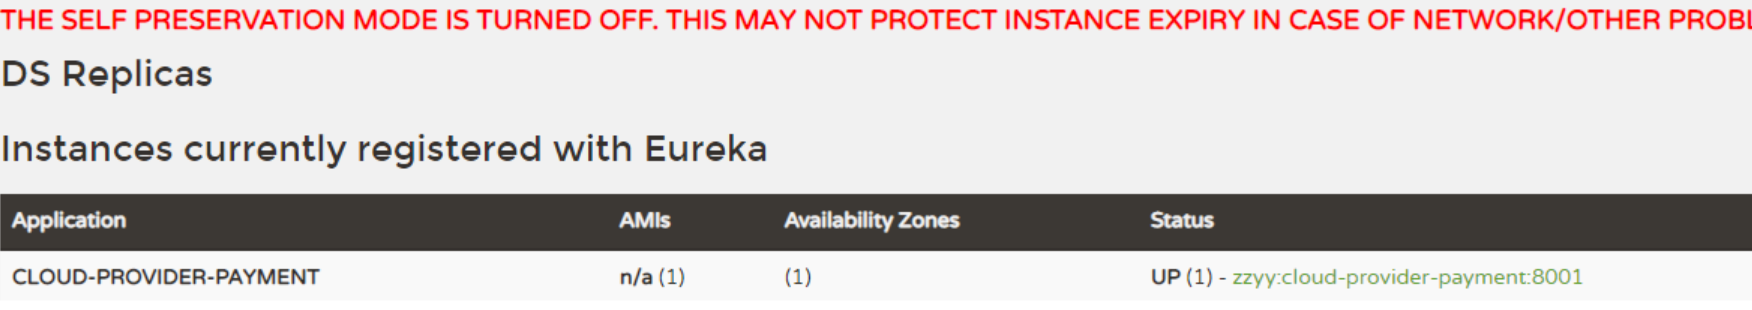 THE SELF PRESERVATION MODE IS TURNED OFF. THIS MAY NOT PROTECT INSTANCE EXPIRY IN CASE OF NETWORK/OTHER
DS Replicas
Instances currently registered with Eureka
Application AMIs Availability Zones Status
CLOUD-PROVIDER-PAYMENT n/a (1) (1) UP (1) - zzyy:cloud-provider-payment:8001